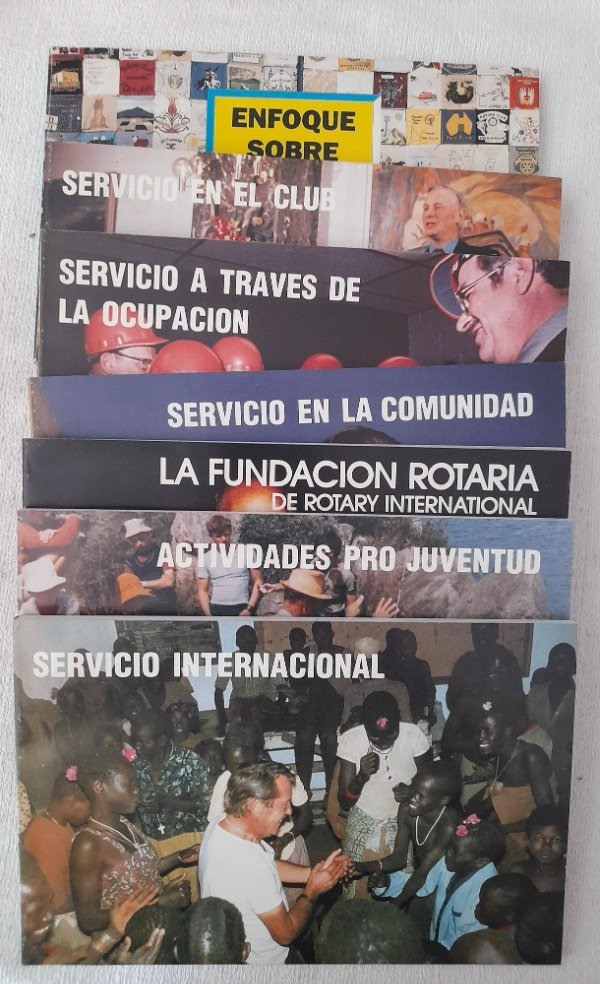 ENFOQUE
SOBRE
SERVICIO EN EL CLUB
SERVICIO A TRAVES DE
LA OCUPACION
SERVICIO EN LA COMUNIDAD
LA FUNDACION ROTARIA
DE ROTARY INTERNATIONAL
ACTIVIDADES PRO JUVENTUD
SERVICIO INTERNACIONAL